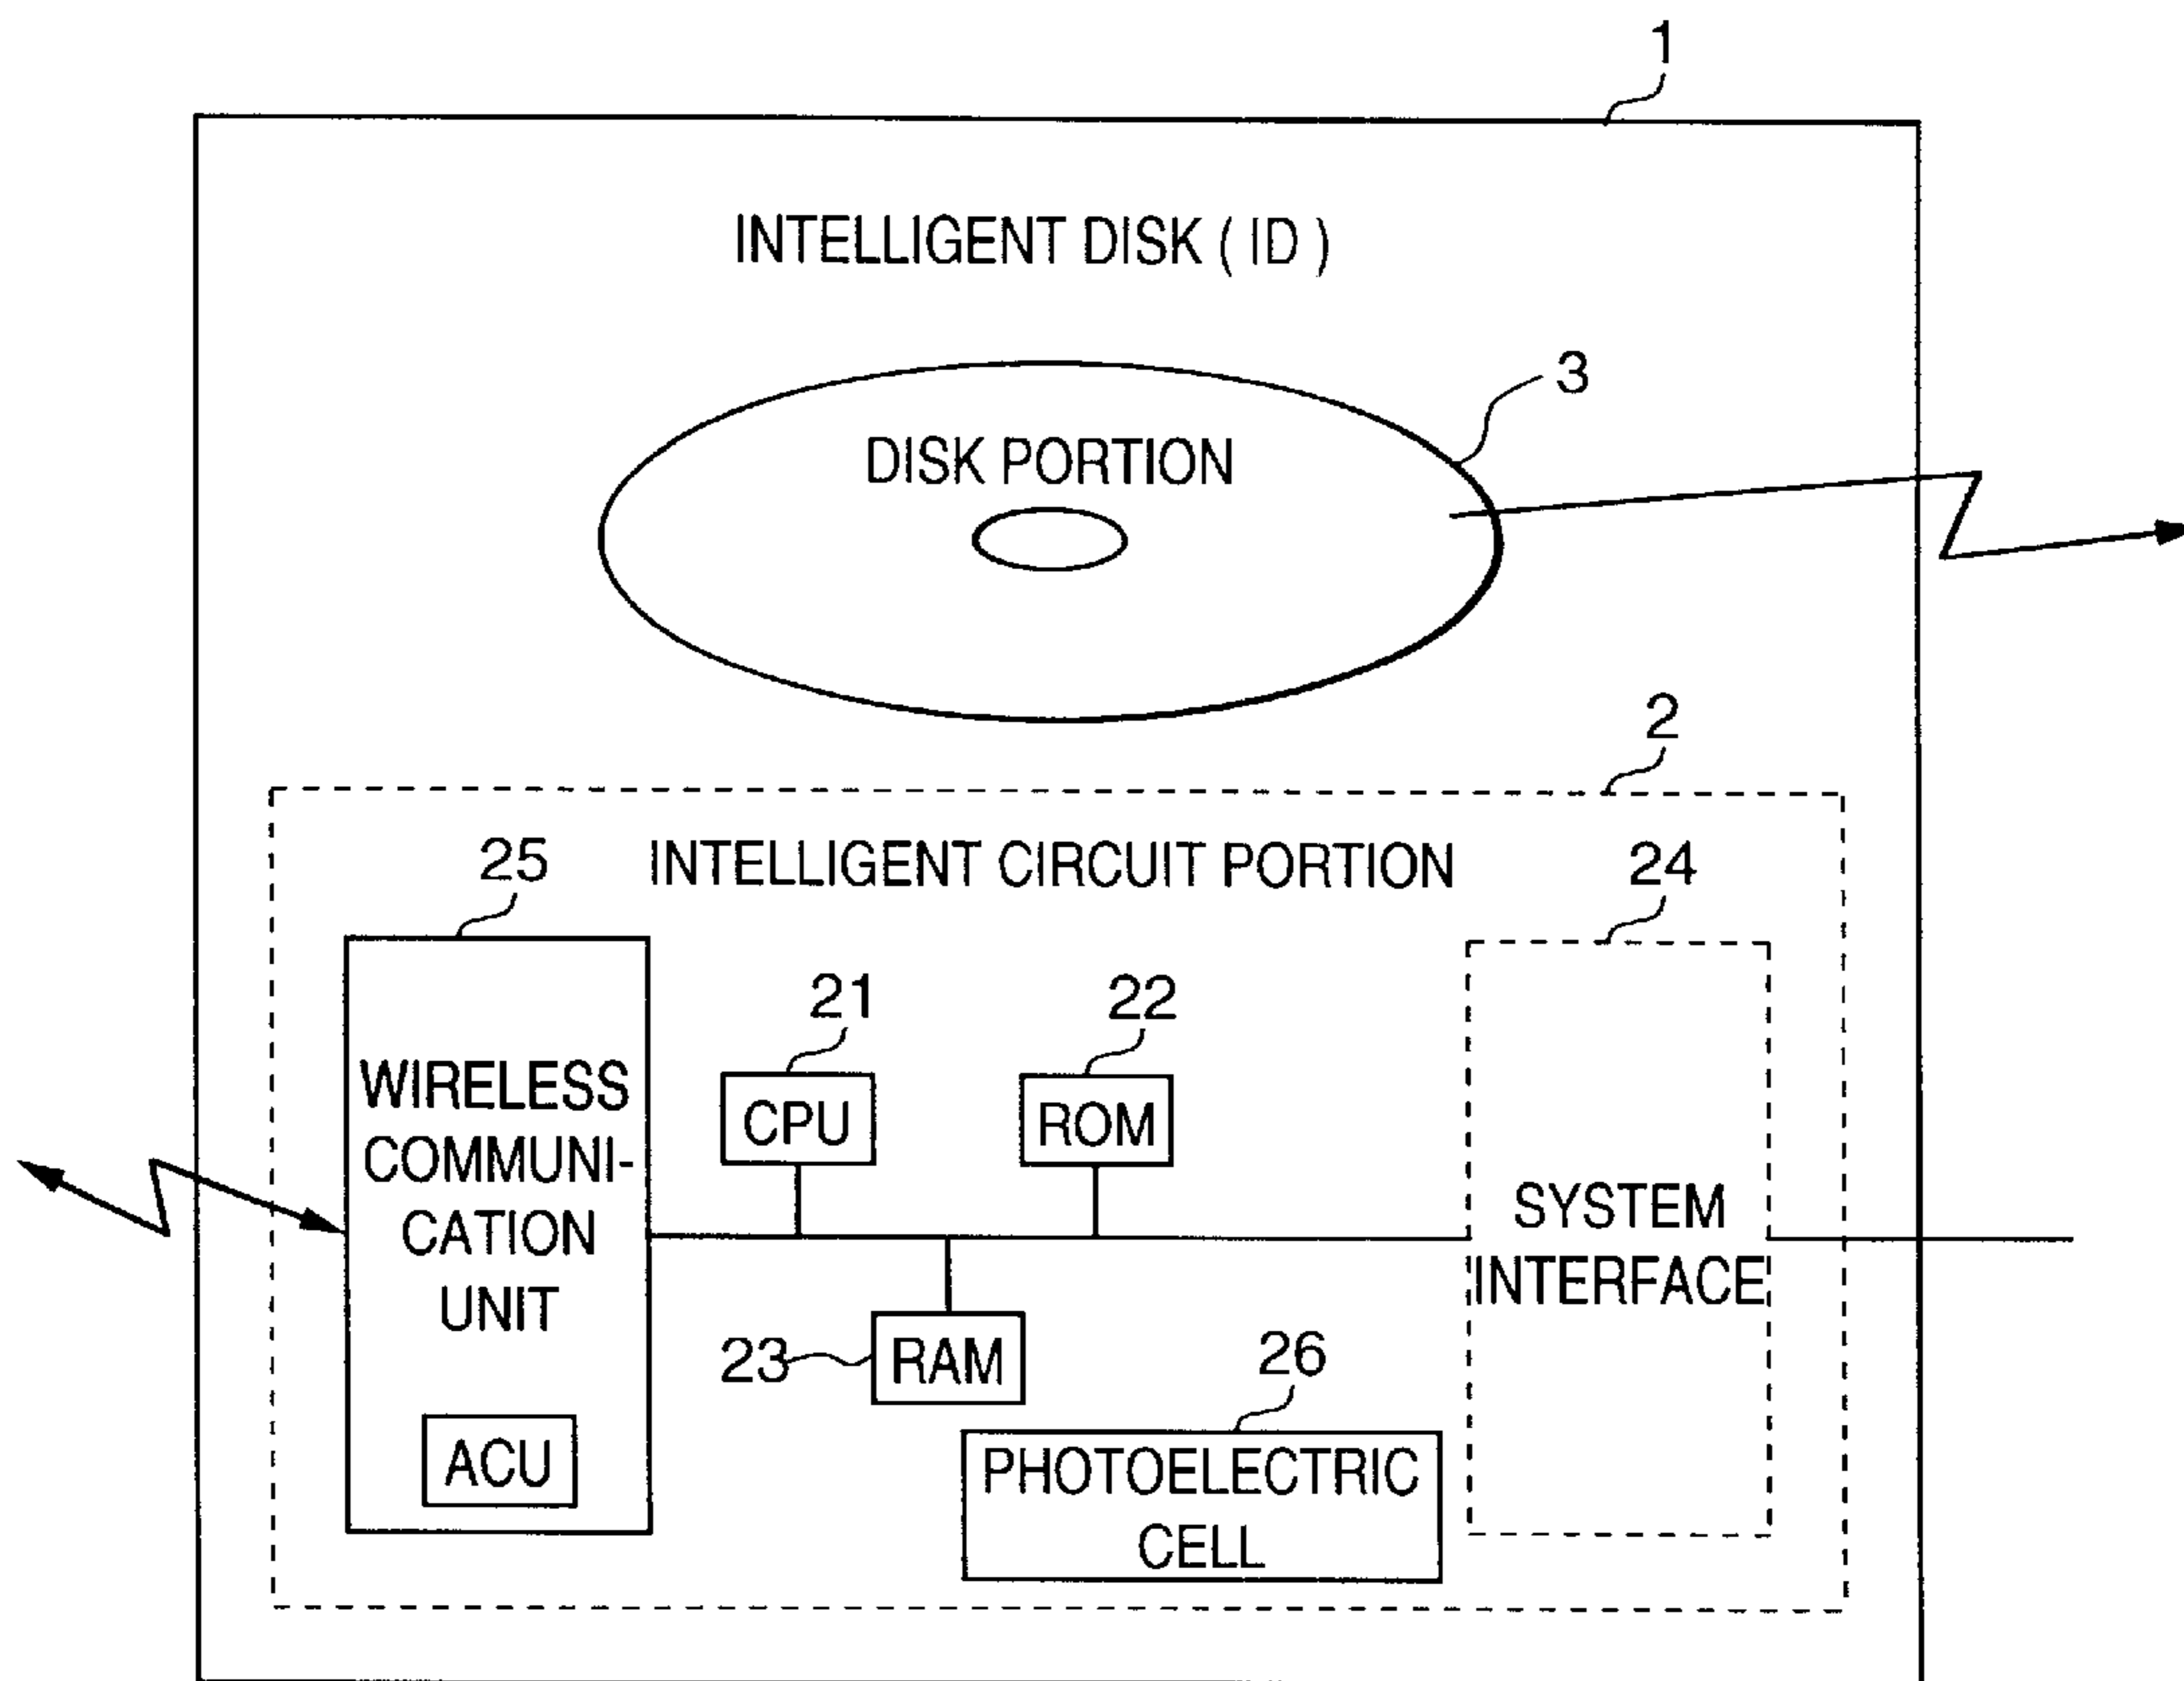 1
INTELLIGENT DISK ( ID )
3
DISK PORTION
2
INTELLIGENT CIRCUIT PORTION
25
24
21
22
WIRELESS
COMMUNI-
CATION
UNIT
CPU
ROM
SYSTEM
INTERFACE
23
RAM
26
ACU
PHOTOELECTRIC
CELL